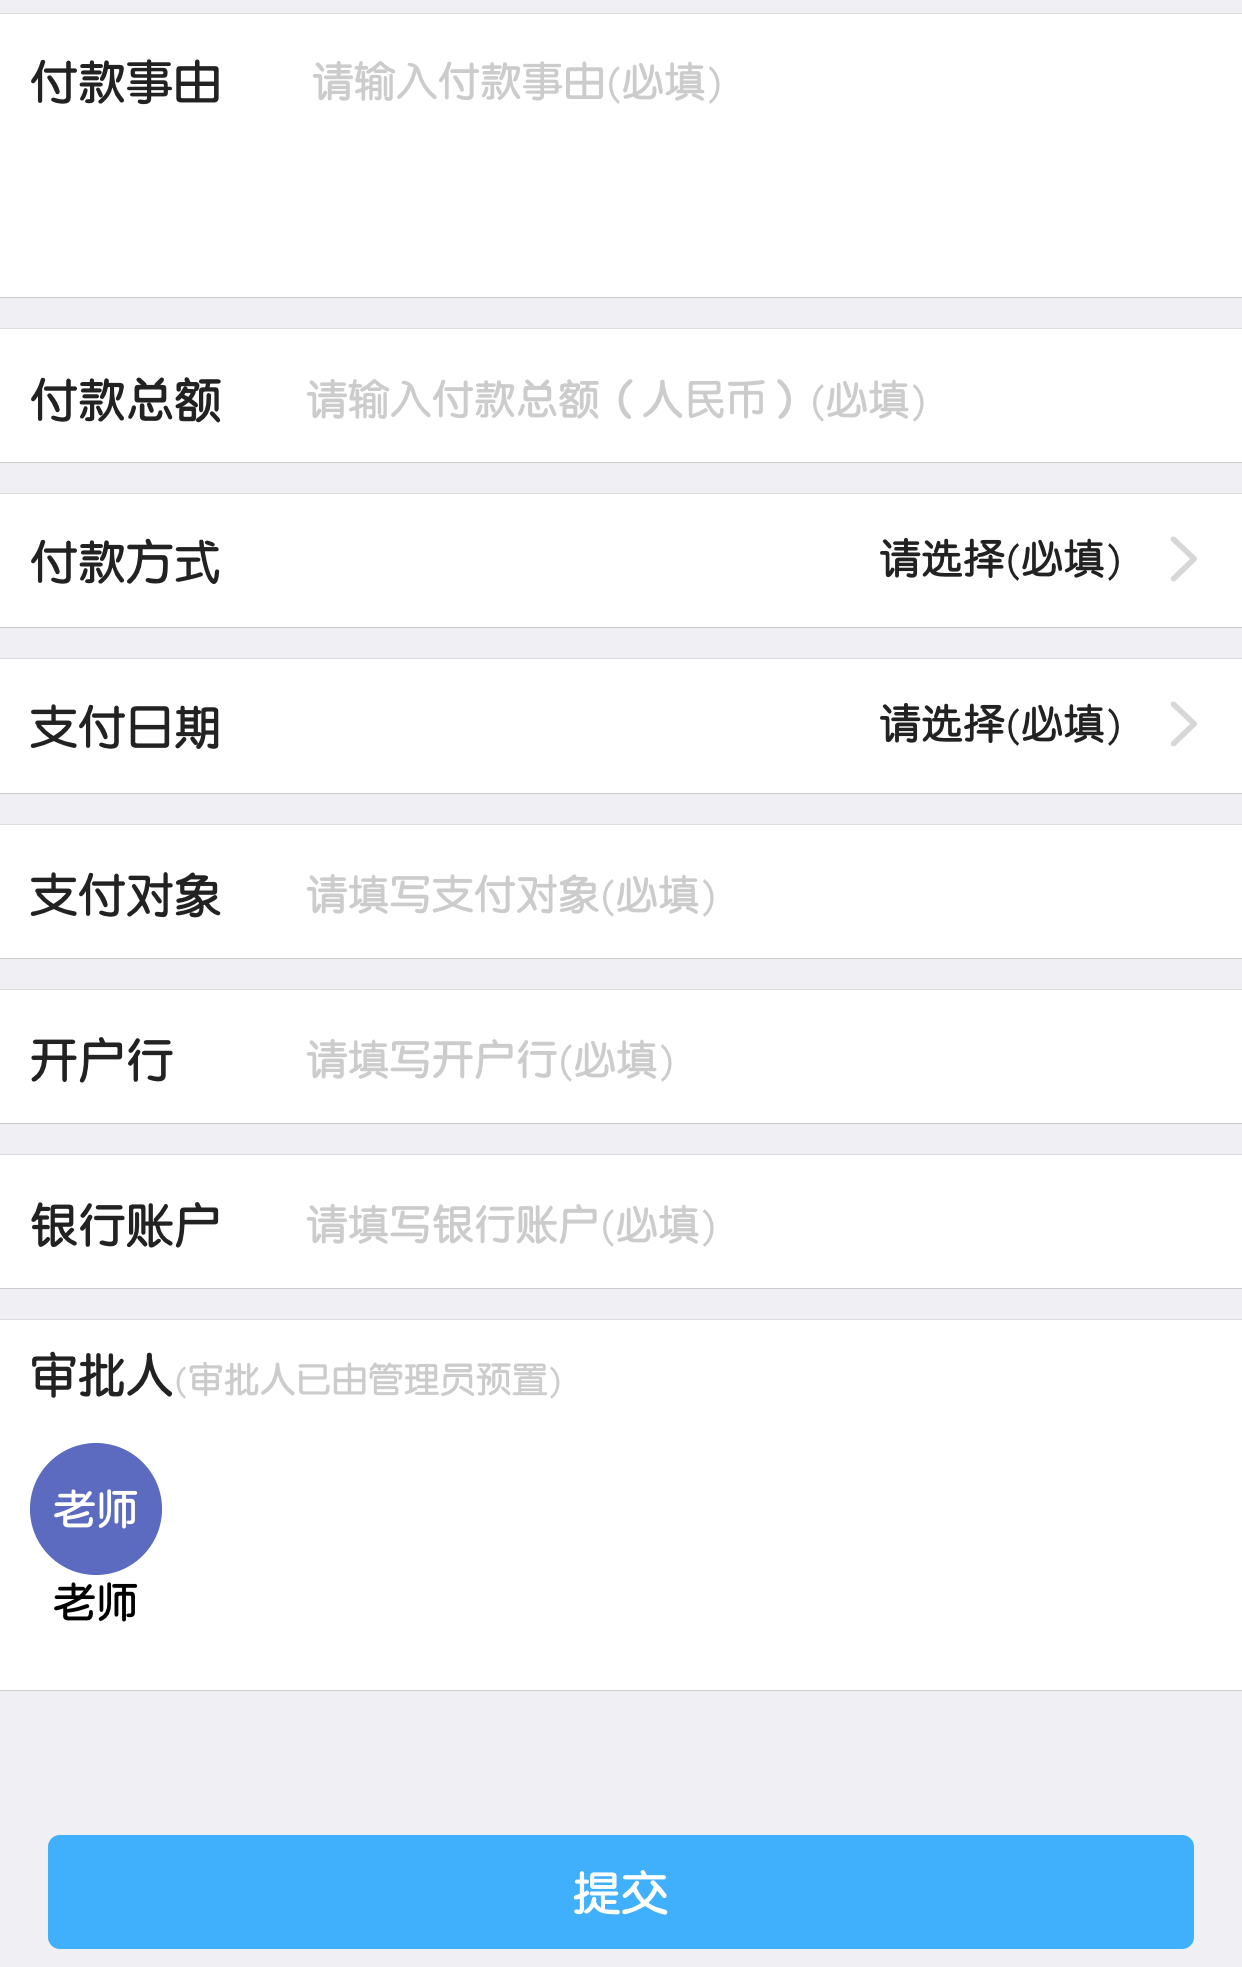 付款事由 请输入付款事由(必填)
付款总额 请输入付款总额（人民币）(必填)
付款方式 请选择(必填)
支付日期 请选择(必填)
支付对象 请填写支付对象(必填)
开户行 请填写开户行(必填)
银行账户 请填写银行账户(必填)
审批人(审批人已由管理员预置)
老师
老师
提交